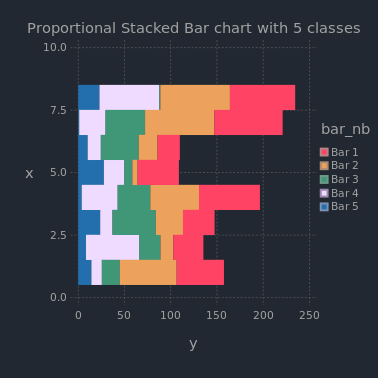 Proportional Stacked Bar chart with 5 classes
10.0
7.5
5.0
2.5
0.0
x
0 50 100 150 200 250
y
bar_nb
Bar 1
Bar 2
Bar 3
Bar 4
Bar 5